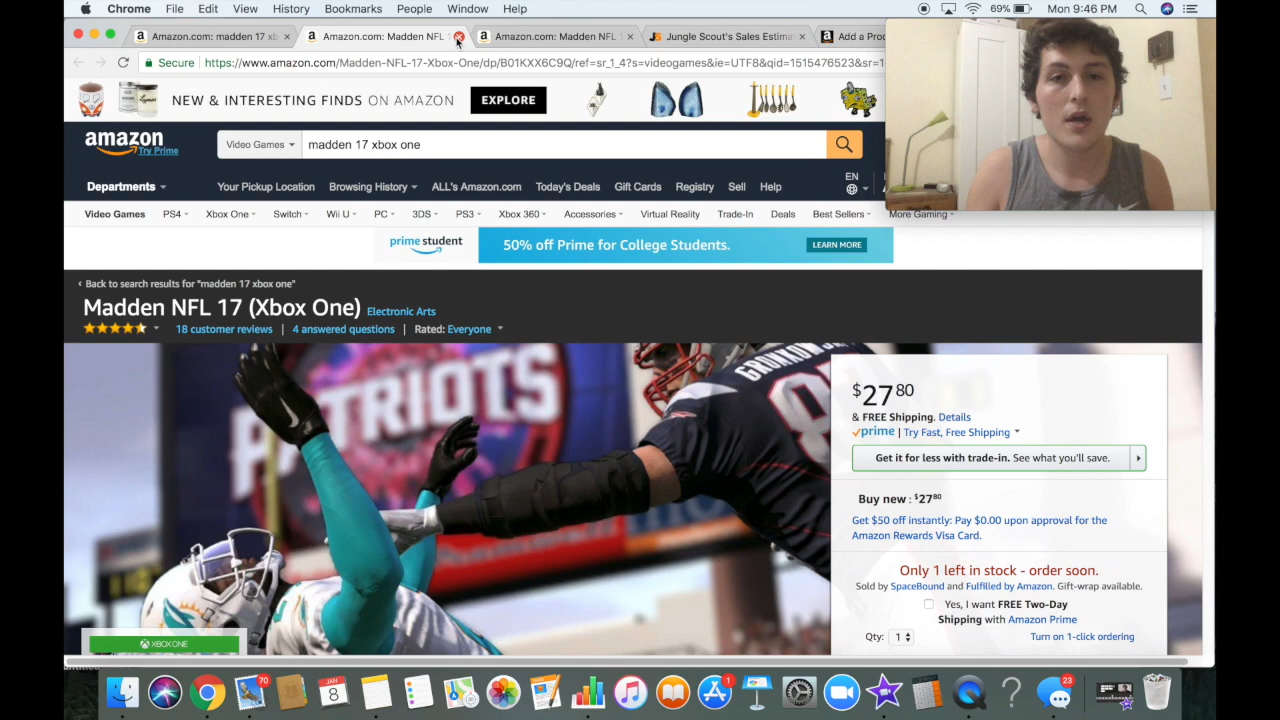 Chrome File Edit View History Bookmarks People Window Help 69% Mon 9:46 PM
Amazon.com: madden 17 xb × Amazon.com: Madden NFL 1 × Amazon.com: Madden NFL 1 × JS Jungle Scout's Sales Estimat × Add a Proc
Secure https://www.amazon.com/Madden-NFL-17-Xbox-One/dp/B01KXX6C9Q/ref=sr_1_4?s=videogames&ie=UTF8&qid=1515476523&sr=1
NEW & INTERESTING FINDS ON AMAZON EXPLORE
amazon
Try Prime
Video Games madden 17 xbox one
EN
Departments Your Pickup Location Browsing History ALL's Amazon.com Today's Deals Gift Cards Registry Sell Help
Video Games PS4 Xbox One Switch Wii U PC 3DS PS3 Xbox 360 Accessories Virtual Reality Trade-In Deals Best Sellers More Gaming
prime student 50% off Prime for College Students. LEARN MORE
‹ Back to search results for "madden 17 xbox one"
Madden NFL 17 (Xbox One) Electronic Arts
18 customer reviews | 4 answered questions | Rated: Everyone
PATRIOTS
GRONKOWSKI
$27 80
& FREE Shipping. Details
prime | Try Fast, Free Shipping
Get it for less with trade-in. See what you'll save.
Buy new : $27 80
Get $50 off instantly: Pay $0.00 upon approval for the
Amazon Rewards Visa Card.
Only 1 left in stock - order soon.
Sold by SpaceBound and Fulfilled by Amazon. Gift-wrap available.
Yes, I want FREE Two-Day
Shipping with Amazon Prime
Qty: 1 Turn on 1-click ordering
XBOX ONE
70 JAN 8 1 23